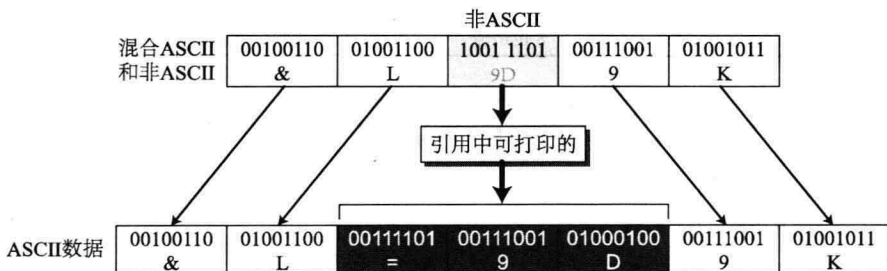 非ASCII
混合ASCII 00100110 01001100 1001 1101 00111001 01001011
和非ASCII & L 9D 9 K
引用中可打印的
ASCII数据 00100110 01001100 00111101 00111001 01000100 00111001 01001011
& L = 9 D 9 K